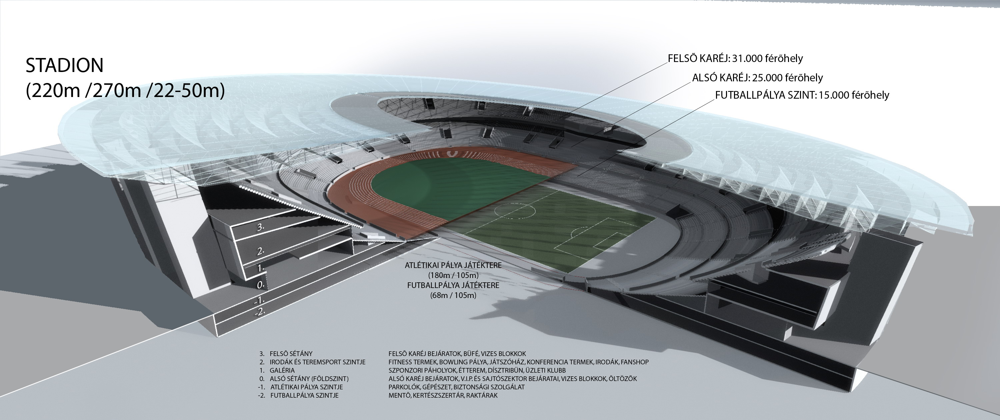 STADION
(220m /270m /22-50m)
FELSÕ KARÉJ: 31.000 férõhely
ALSÓ KARÉJ: 25.000 férõhely
FUTBALLPÁLYA SZINT: 15.000 férõhely
3.
2.
1.
0.
-1.
-2.
ATLÉTIKAI PÁLYA JÁTÉKTERE
(180m / 105m)
FUTBALLPÁLYA JÁTÉKTERE
(68m / 105m)
3. FELSÕ SÉTÁNY FELSÕ KARÉJ BEJÁRATOK, BÜFÉ, VIZES BLOKKOK
2. IRODÁK ÉS TEREMSPORT SZINTJE FITNESS TERMEK, BOWLING PÁLYA, JÁTSZÓHÁZ, KONFERENCIA TERMEK, IRODÁK, FANSHOP
1. GALÉRIA SZPONZORI PÁHOLYOK, ÉTTEREM, DÍSZTRIBÜN, ÜZLETI KLUBB
0. ALSÓ SÉTÁNY (FÖLDSZINT) ALSÓ KARÉJ BEJÁRATOK, V.I.P. ÉS SAJTÓSZEKTOR BEJÁRATAI, VIZES BLOKKOK, ÖLTÖZÕK
-1. ATLÉTIKAI PÁLYA SZINTJE PARKOLÓK, GÉPÉSZET, BIZTONSÁGI SZOLGÁLAT
-2. FUTBALLPÁLYA SZINTJE MENTÕ, KERTÉSZSZERTÁR, RAKTÁRAK